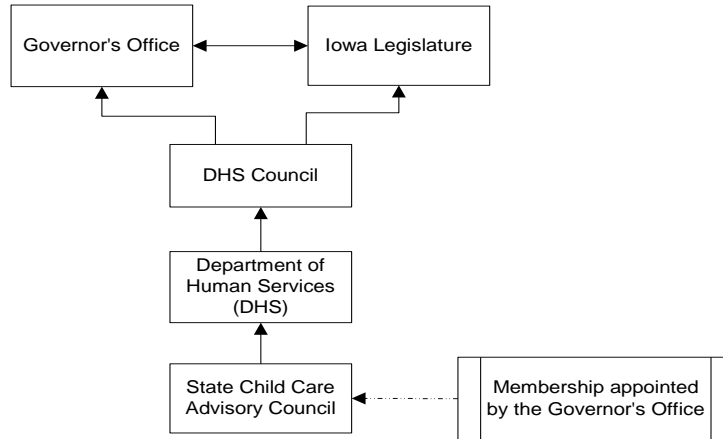 Governor's Office
Iowa Legislature
DHS Council
Department of
Human Services
(DHS)
State Child Care
Advisory Council
Membership appointed
by the Governor's Office